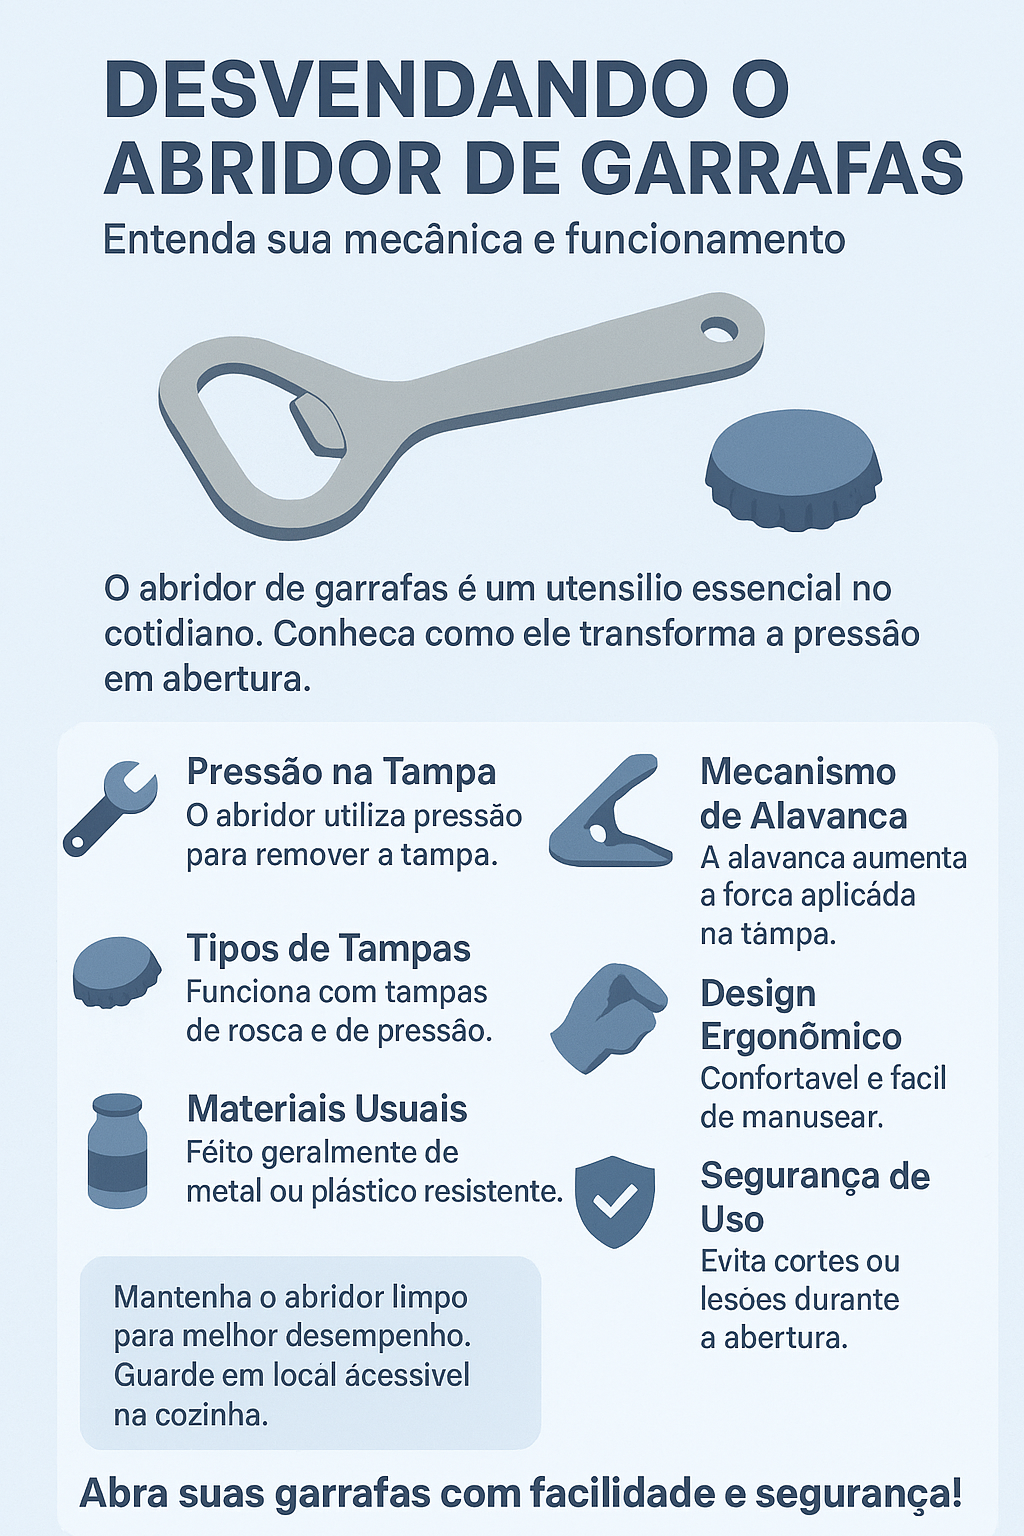 DESVENDANDO O
ABRIDOR DE GARRAFAS
Entenda sua mecânica e funcionamento
O abridor de garrafas é um utensilio essencial no
cotidiano. Conheca como ele transforma a pressâo
em abertura.
Pressão na Tampa
O abridor utiliza pressão
para remover a tampa.
Tipos de Tampas
Funciona com tampas
de rosca e de pressâo.
Materiais Usuais
Féito geralmente de
metal ou plástico resistente.
Mecanismo
de Alavanca
A alavanca aumenta
a forca aplicáda
na támpa.
Design
Ergonõmico
Confortavel e facil
de manusear.
Segurança de
Uso
Evita cortes ou
lesóes durante
a abertura.
Mantenha o abridor limpo
para melhor desempenho.
Guarde em locál ácessivel
na cozinha.
Abra suas garrafas com facilidade e segurança!